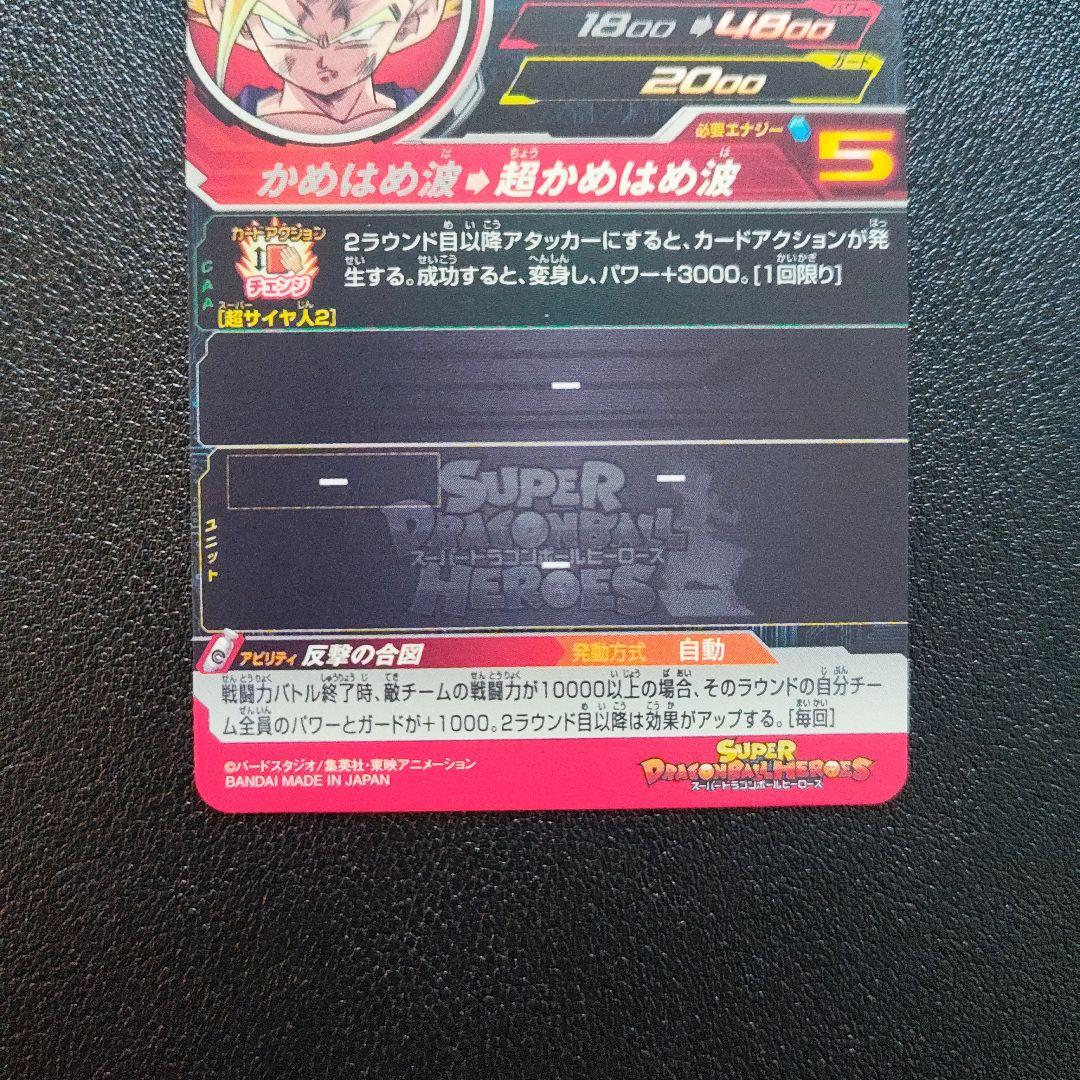 パワー
1800➡4800
ガード
2000
必要エナジー 5
かめはめ波➡超かめはめ波
カードアクション
チェンジ
[超サイヤ人2]
CAA
2ラウンド目以降アタッカーにすると、カードアクションが発
生する。成功すると、変身し、パワー+3000。[1回限り]
ー
ユニット
ー
ー
ー
SUPER
DRAGONBALL
スーパードラゴンボールヒーローズ
HEROES
アビリティ 反撃の合図 発動方式 自動
戦闘力バトル終了時、敵チームの戦闘力が10000以上の場合、そのラウンドの自分チー
ム全員のパワーとガードが+1000。2ラウンド目以降は効果がアップする。[毎回]
©バードスタジオ/集英社・東映アニメーション
BANDAI MADE IN JAPAN
SUPER
DRAGONBALL HEROES
スーパードラゴンボールヒーローズ